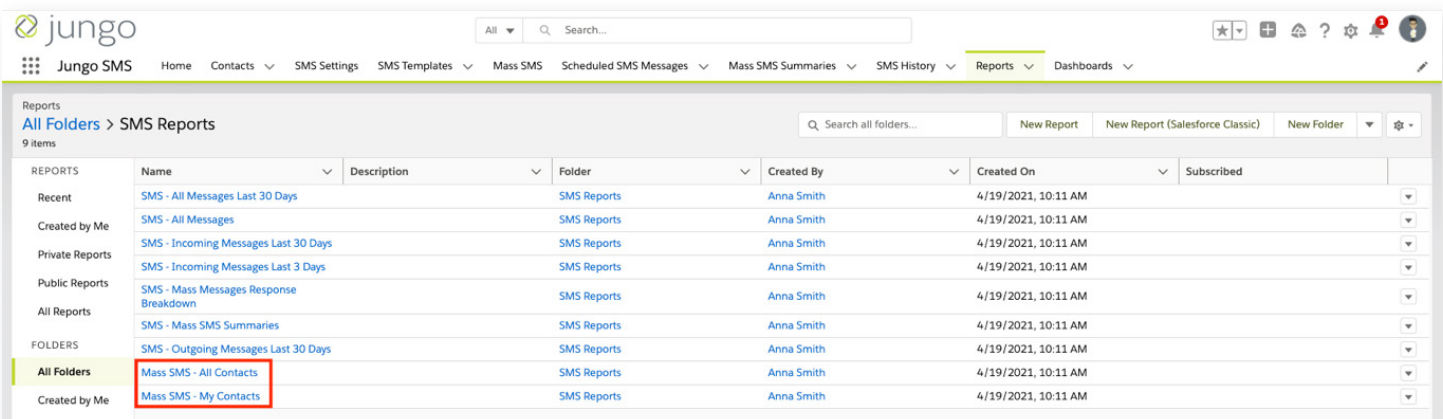 jungo
All Search...
1
Jungo SMS Home Contacts SMS Settings SMS Templates Mass SMS Scheduled SMS Messages Mass SMS Summaries SMS History Reports Dashboards
Reports
All Folders > SMS Reports
9 items
Search all folders...
New Report New Report (Salesforce Classic) New Folder
REPORTS Name Description Folder Created By Created On Subscribed
Recent SMS - All Messages Last 30 Days SMS Reports Anna Smith 4/19/2021, 10:11 AM
SMS - All Messages SMS Reports Anna Smith 4/19/2021, 10:11 AM
Created by Me
SMS - Incoming Messages Last 30 Days SMS Reports Anna Smith 4/19/2021, 10:11 AM
Private Reports
SMS - Incoming Messages Last 3 Days SMS Reports Anna Smith 4/19/2021, 10:11 AM
Public Reports
SMS - Mass Messages Response
Breakdown SMS Reports Anna Smith 4/19/2021, 10:11 AM
All Reports
SMS - Mass SMS Summaries SMS Reports Anna Smith 4/19/2021, 10:11 AM
FOLDERS
SMS - Outgoing Messages Last 30 Days SMS Reports Anna Smith 4/19/2021, 10:11 AM
All Folders Mass SMS - All Contacts SMS Reports Anna Smith 4/19/2021, 10:11 AM
Created by Me Mass SMS - My Contacts SMS Reports Anna Smith 4/19/2021, 10:11 AM